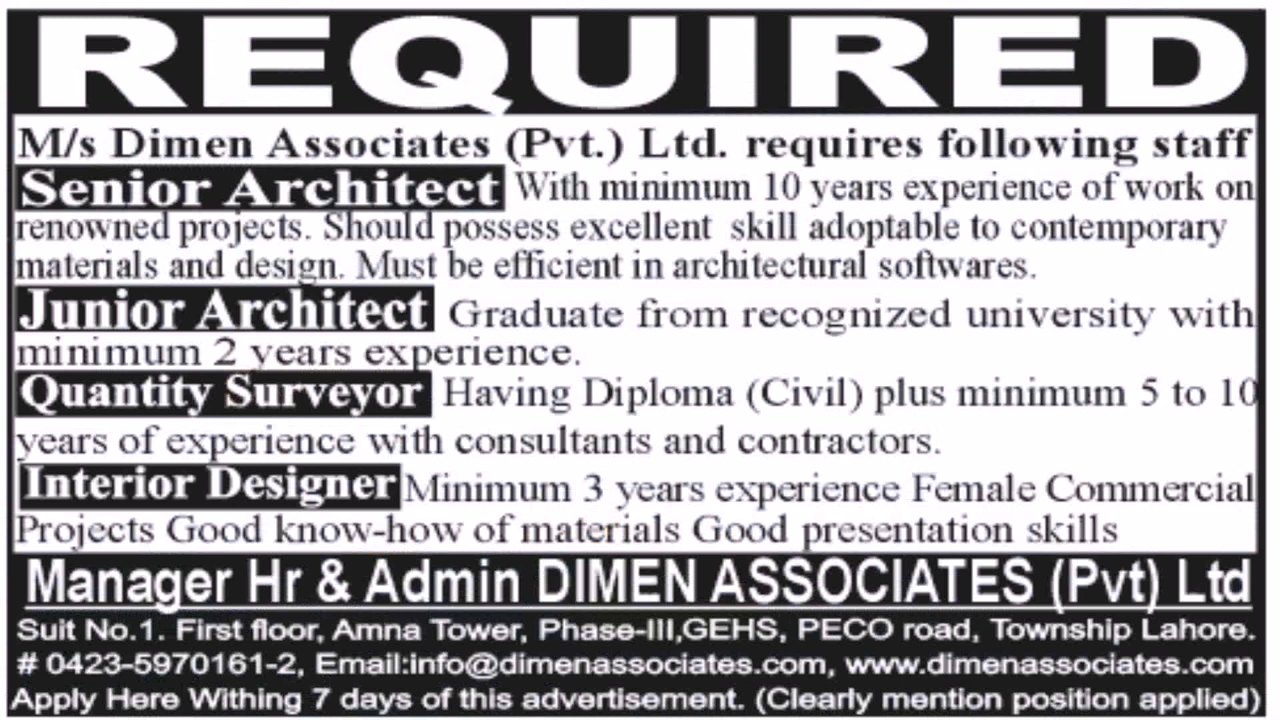 REQUIRED
M/s Dimen Associates (Pvt.) Ltd. requires following staff
Senior Architect With minimum 10 years experience of work on
renowned projects. Should possess excellent skill adoptable to contemporary
materials and design. Must be efficient in architectural softwares.
Junior Architect Graduate from recognized university with
minimum 2 years experience.
Quantity Surveyor Having Diploma (Civil) plus minimum 5 to 10
years of experience with consultants and contractors.
Interior Designer Minimum 3 years experience Female Commercial
Projects Good know-how of materials Good presentation skills
Manager Hr & Admin DIMEN ASSOCIATES (Pvt) Ltd
Suit No.1. First floor, Amna Tower, Phase-III,GEHS, PECO road, Township Lahore.
# 0423-5970161-2, Email:info@dimenassociates.com, www.dimenassociates.com
Apply Here Withing 7 days of this advertisement. (Clearly mention position applied)